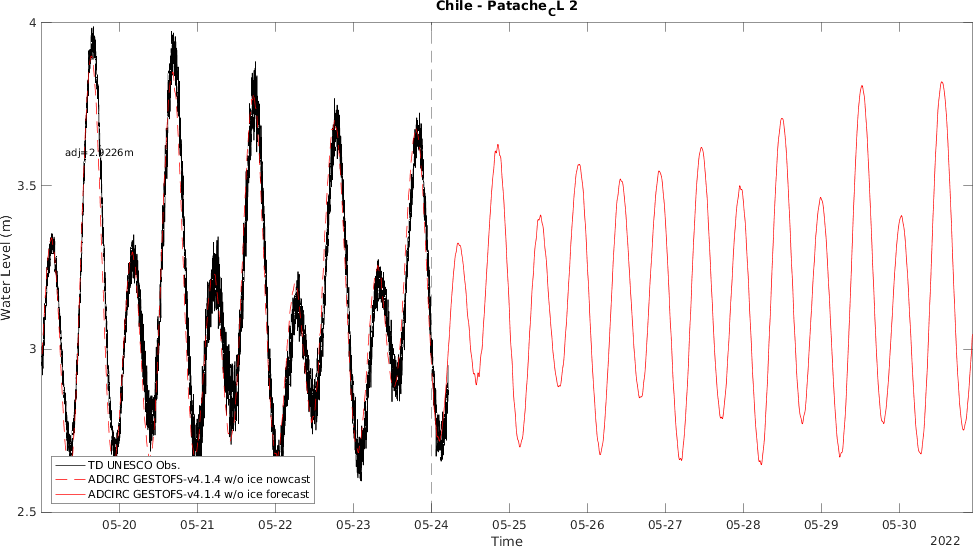 Chile - Patache_CL 2
4
3.5
3
2.5
Water Level (m)
adj=2.9226m
TD UNESCO Obs.
ADCIRC GESTOFS-v4.1.4 w/o ice nowcast
ADCIRC GESTOFS-v4.1.4 w/o ice forecast
05-20 05-21 05-22 05-23 05-24 05-25 05-26 05-27 05-28 05-29 05-30
Time
2022